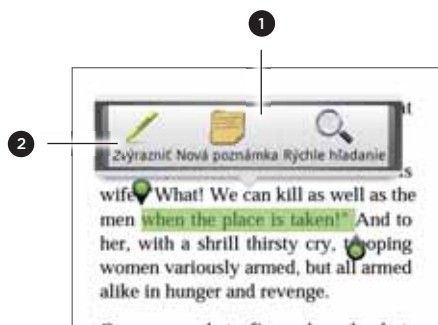 1
2
Zvýrazniť Nová poznámka Rýchle hľadanie
wife. What! We can kill as well as the
men when the place is taken!" And to
her, with a shrill thirsty cry, trooping
women variously armed, but all armed
alike in hunger and revenge.